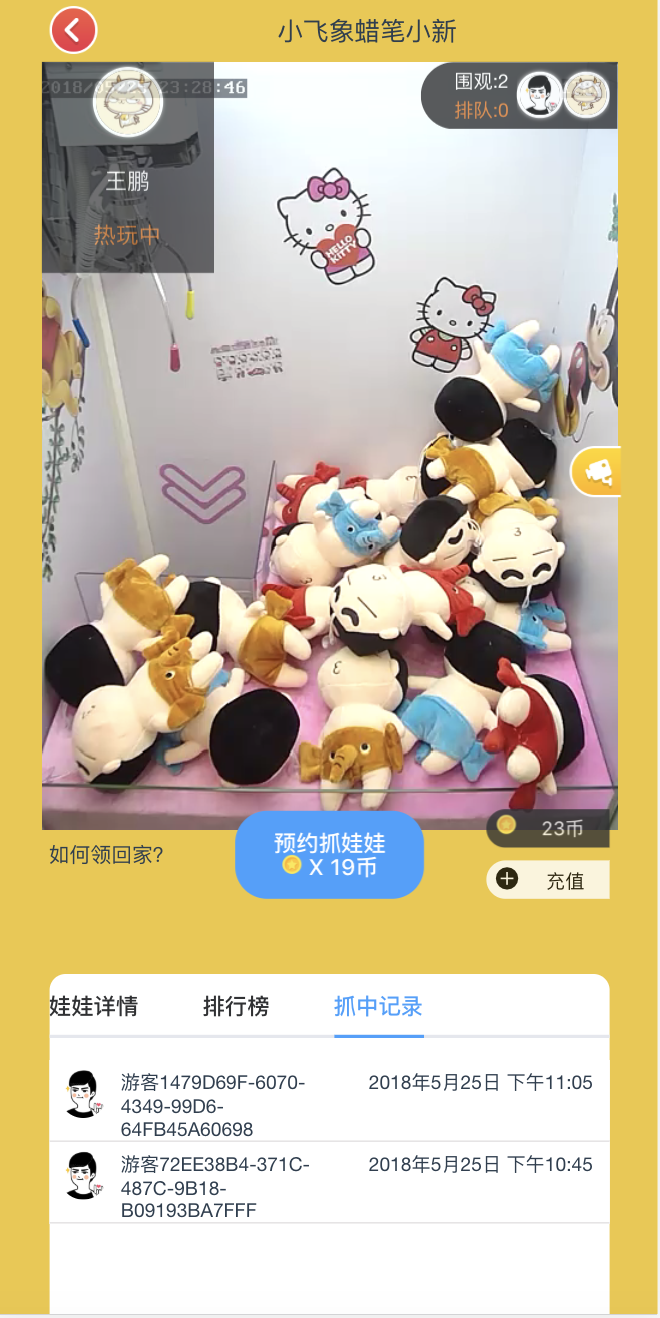 小飞象蜡笔小新
23:28:46
围观:2
排队:0
王鹏
热玩中
HELLO
KITTY
预约抓娃娃
X 19币
23币
如何领回家?
充值
娃娃详情
排行榜
抓中记录
游客1479D69F-6070-
4349-99D6-
64FB45A60698
2018年5月25日 下午11:05
游客72EE38B4-371C-
487C-9B18-
B09193BA7FFF
2018年5月25日 下午10:45